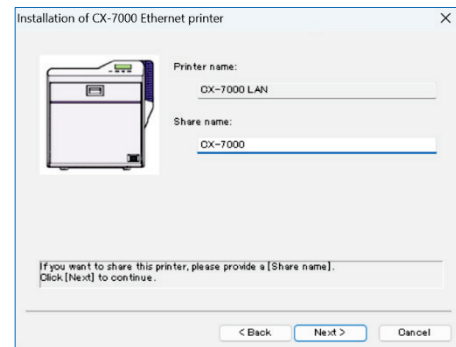 Installation of CX-7000 Ethernet printer
Printer name:
CX-7000 LAN
Share name:
CX-7000
If you want to share this printer, please provide a [Share name].
Click [Next] to continue.
< Back Next > Cancel